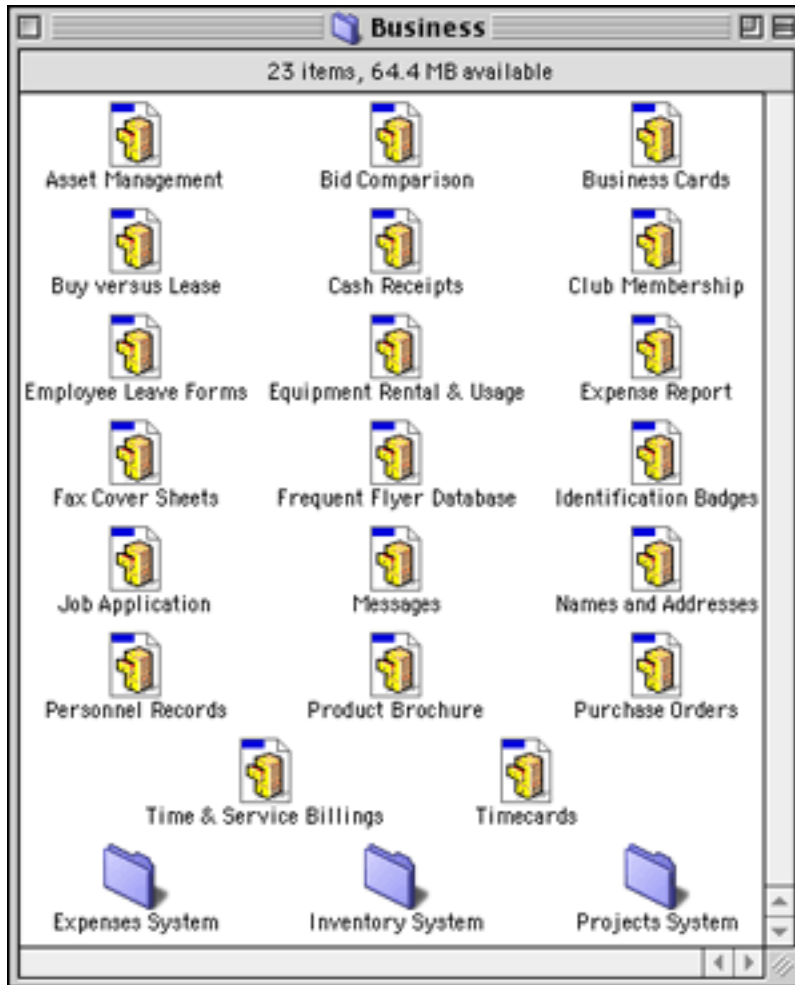 Business
23 items, 64.4 MB available
Asset Management
Bid Comparison
Business Cards
Buy versus Lease
Cash Receipts
Club Membership
Employee Leave Forms
Equipment Rental & Usage
Expense Report
Fax Cover Sheets
Frequent Flyer Database
Identification Badges
Job Application
Messages
Names and Addresses
Personnel Records
Product Brochure
Purchase Orders
Time & Service Billings
Timecards
Expenses System
Inventory System
Projects System